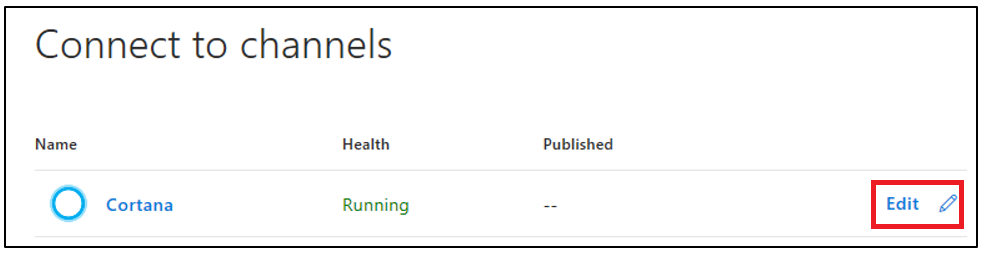 Connect to channels
Name Health Published
Cortana Running -- Edit